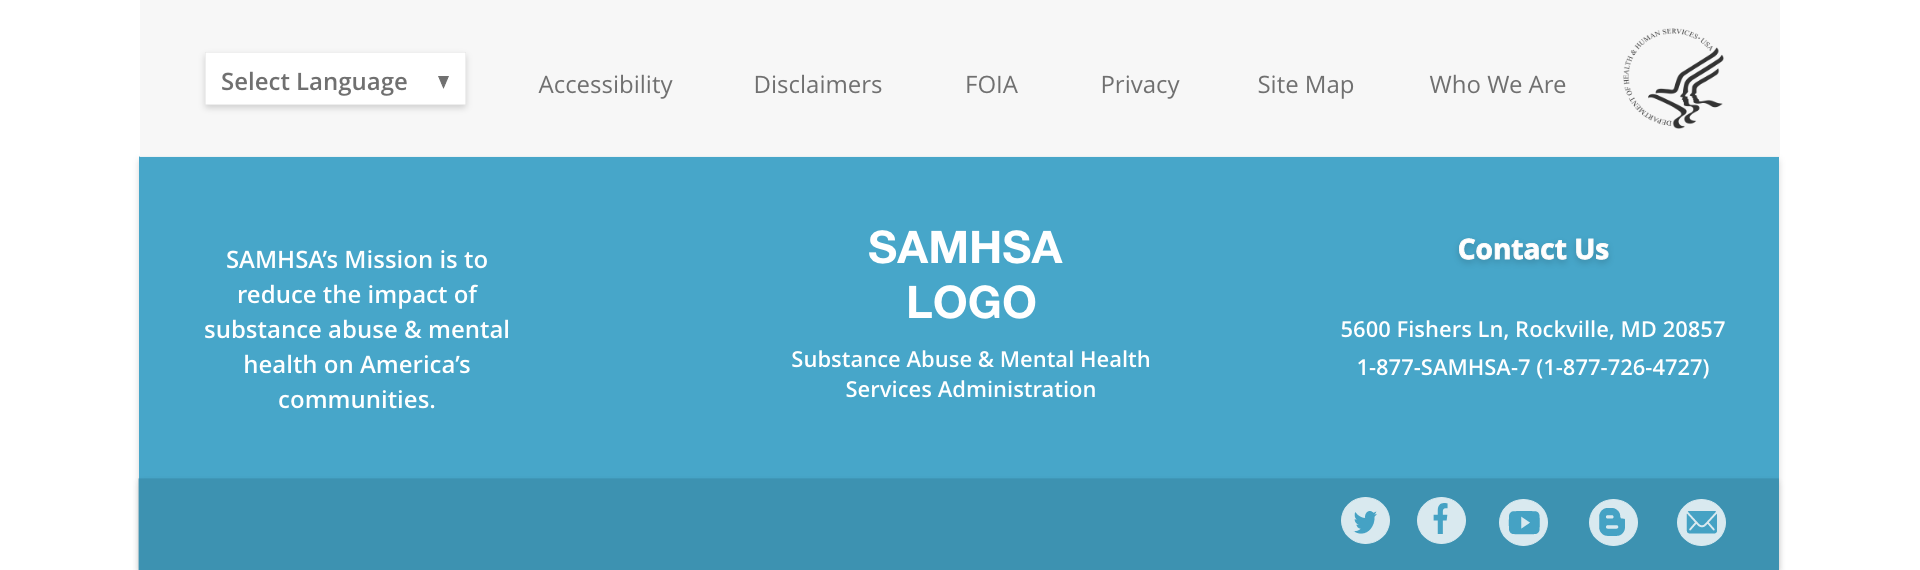 Select Language ▼
Accessibility
Disclaimers
FOIA
Privacy
Site Map
Who We Are
DEPARTMENT OF HEALTH & HUMAN SERVICES • USA
SAMHSA’s Mission is to
reduce the impact of
substance abuse & mental
health on America’s
communities.
SAMHSA
LOGO
Substance Abuse & Mental Health
Services Administration
Contact Us
5600 Fishers Ln, Rockville, MD 20857
1-877-SAMHSA-7 (1-877-726-4727)